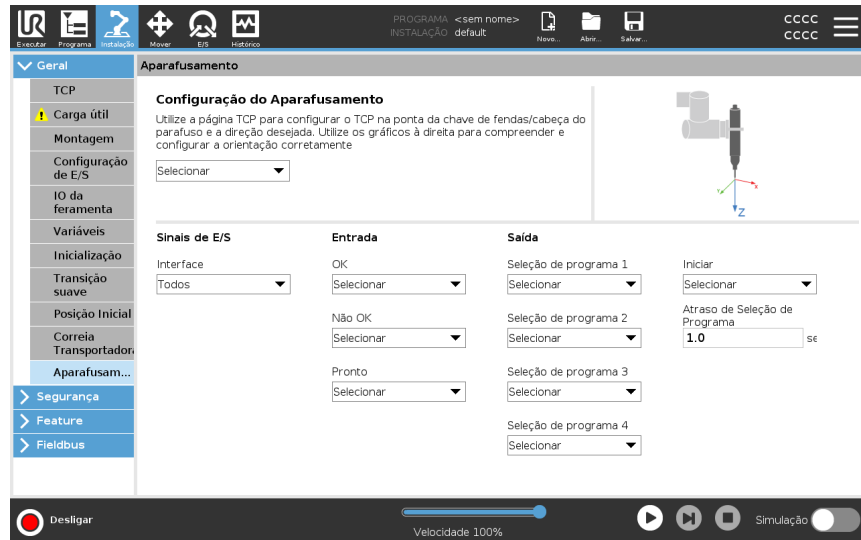 PROGRAMA <sem nome>
INSTALAÇÃO default
CCCC
CCCC
Executar
Programa
Instalação
Mover
E/S
Histórico
Novo...
Abrir...
Salvar...
Geral
TCP
Carga útil
Montagem
Configuração
de E/S
IO da
ferramenta
Variáveis
Inicialização
Transição
suave
Posição Inicial
Correia
Transportadora
Aparafusam...
Segurança
Feature
Fieldbus
Aparafusamento
Configuração do Aparafusamento
Utilize a página TCP para configurar o TCP na ponta da chave de fendas/cabeça do
parafuso e a direção desejada. Utilize os gráficos à direita para compreender e
configurar a orientação corretamente
Selecionar
Y
X
Z
Sinais de E/S
Interface
Todos
Entrada
OK
Selecionar
Não OK
Selecionar
Pronto
Selecionar
Saída
Seleção de programa 1
Selecionar
Seleção de programa 2
Selecionar
Seleção de programa 3
Selecionar
Seleção de programa 4
Selecionar
Iniciar
Selecionar
Atraso de Seleção de
Programa
1.0 se
Desligar
Velocidade 100%
Simulação